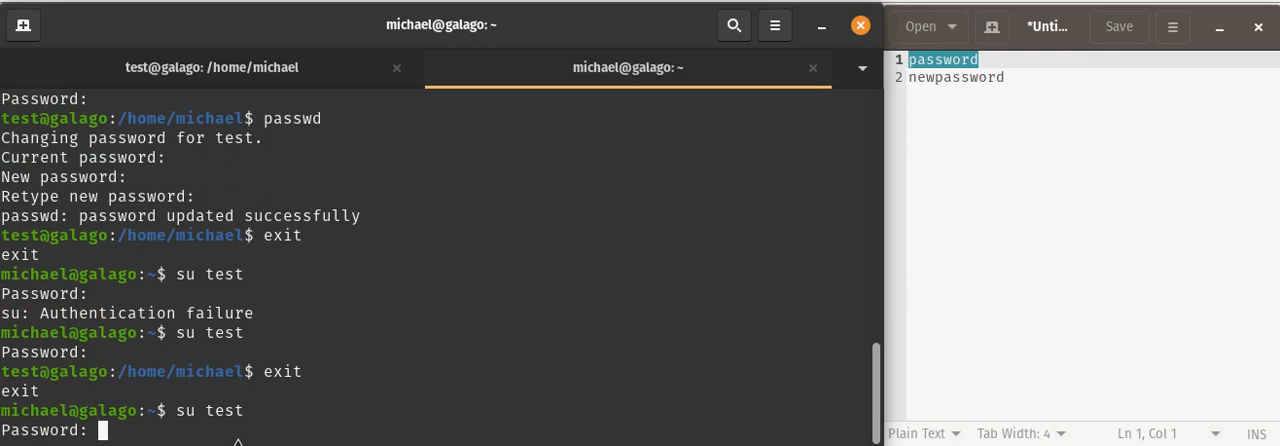 michael@galago: ~
test@galago: /home/michael
michael@galago: ~
Password:
test@galago:/home/michael$ passwd
Changing password for test.
Current password:
New password:
Retype new password:
passwd: password updated successfully
test@galago:/home/michael$ exit
exit
michael@galago:~$ su test
Password:
su: Authentication failure
michael@galago:~$ su test
Password:
test@galago:/home/michael$ exit
exit
michael@galago:~$ su test
Password:
Open
*Unti...
Save
1 password
2 newpassword
Plain Text
Tab Width: 4
Ln 1, Col 1
INS